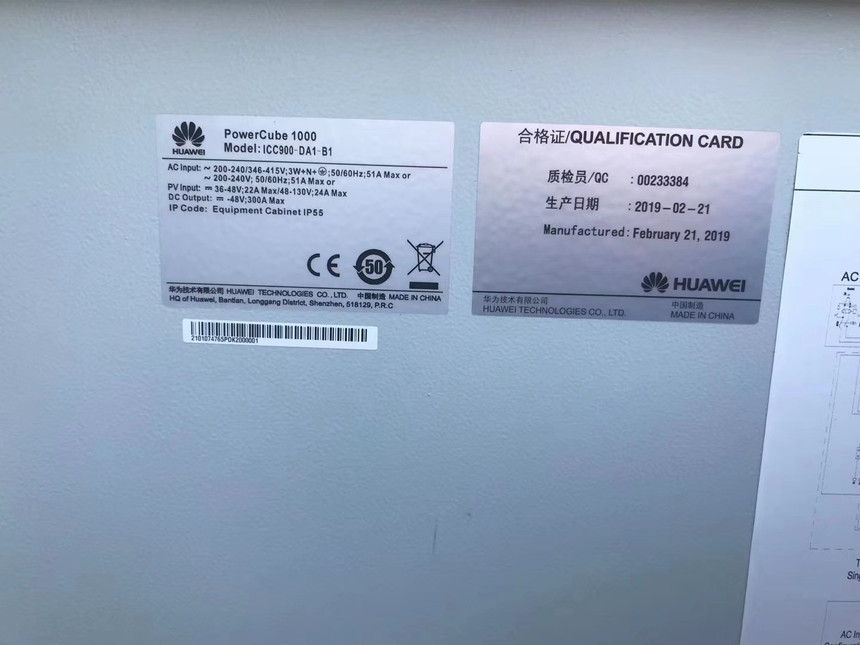 HUAWEI
PowerCube 1000
Model: ICC900-DA1-B1
AC Input: ~ 200-240/346-415V;3W+N+⏚;50/60Hz;51A Max or
~ 200-240V; 50/60Hz;51A Max or
PV Input: ⎓ 36-48V;22A Max/48-130V;24A Max
DC Output: ⎓ -48V;300A Max
IP Code: Equipment Cabinet IP55
CE 50
华为技术有限公司 HUAWEI TECHNOLOGIES CO., LTD. 中国制造 MADE IN CHINA
HQ of Huawei, Bantian, Longgang District, Shenzhen, 518129, P.R.C
2101074765PDK2000001
合格证/QUALIFICATION CARD
质检员/QC : 00233384
生产日期 : 2019-02-21
Manufactured: February 21, 2019
HUAWEI
华为技术有限公司 中国制造
HUAWEI TECHNOLOGIES CO., LTD. MADE IN CHINA
AC
AC In